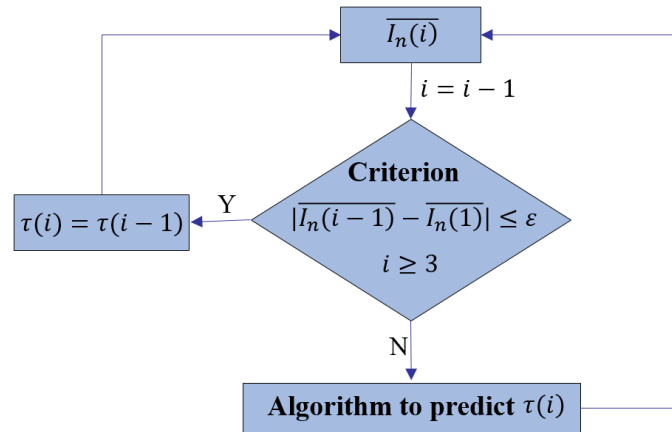 $\overline{I_n(i)}$
$i = i - 1$
Criterion
$|\overline{I_n(i-1)} - \overline{I_n(1)}| \leq \varepsilon$
$i \geq 3$
Y
$\tau(i) = \tau(i-1)$
N
Algorithm to predict $\tau(i)$